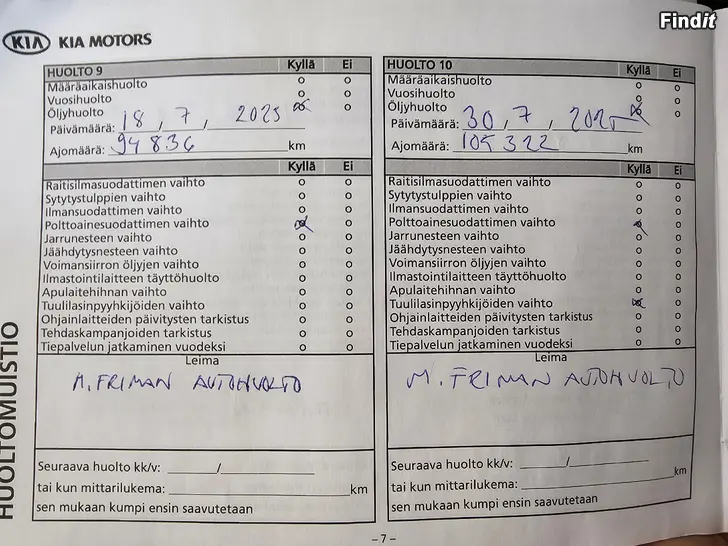 Findit
KIA KIA MOTORS
HUOLTO 9 Kyllä Ei
Määräaikaishuolto o o
Vuosihuolto o o
Öljyhuolto o o
Päivämäärä: 18, 7, 2025
Ajomäärä: 94836 km
Kyllä Ei
Raitisilmasuodattimen vaihto o o
Sytytystulppien vaihto o o
Ilmansuodattimen vaihto o o
Polttoainesuodattimen vaihto o o
Jarrunesteen vaihto o o
Jäähdytysnesteen vaihto o o
Voimansiirron öljyjen vaihto o o
Ilmastointilaitteen täyttöhuolto o o
Apulaitehihnan vaihto o o
Tuulilasinpyyhkijöiden vaihto o o
Ohjainlaitteiden päivitysten tarkistus o o
Tehdaskampanjoiden tarkistus o o
Tiepalvelun jatkaminen vuodeksi o o
Leima
M. FRIMAN AUTOHUOLTO
Seuraava huolto kk/v: /
tai kun mittarilukema: km
sen mukaan kumpi ensin saavutetaan
HUOLTO 10 Kyllä Ei
Määräaikaishuolto o o
Vuosihuolto o o
Öljyhuolto o o
Päivämäärä: 30, 7, 2025
Ajomäärä: 105322 km
Kyllä Ei
Raitisilmasuodattimen vaihto o o
Sytytystulppien vaihto o o
Ilmansuodattimen vaihto o o
Polttoainesuodattimen vaihto o o
Jarrunesteen vaihto o o
Jäähdytysnesteen vaihto o o
Voimansiirron öljyjen vaihto o o
Ilmastointilaitteen täyttöhuolto o o
Apulaitehihnan vaihto o o
Tuulilasinpyyhkijöiden vaihto o o
Ohjainlaitteiden päivitysten tarkistus o o
Tehdaskampanjoiden tarkistus o o
Tiepalvelun jatkaminen vuodeksi o o
Leima
M. FRIMAN AUTOHUOLTO
Seuraava huolto kk/v: /
tai kun mittarilukema: km
sen mukaan kumpi ensin saavutetaan
HUOLTOMUISTIO
– 7 –